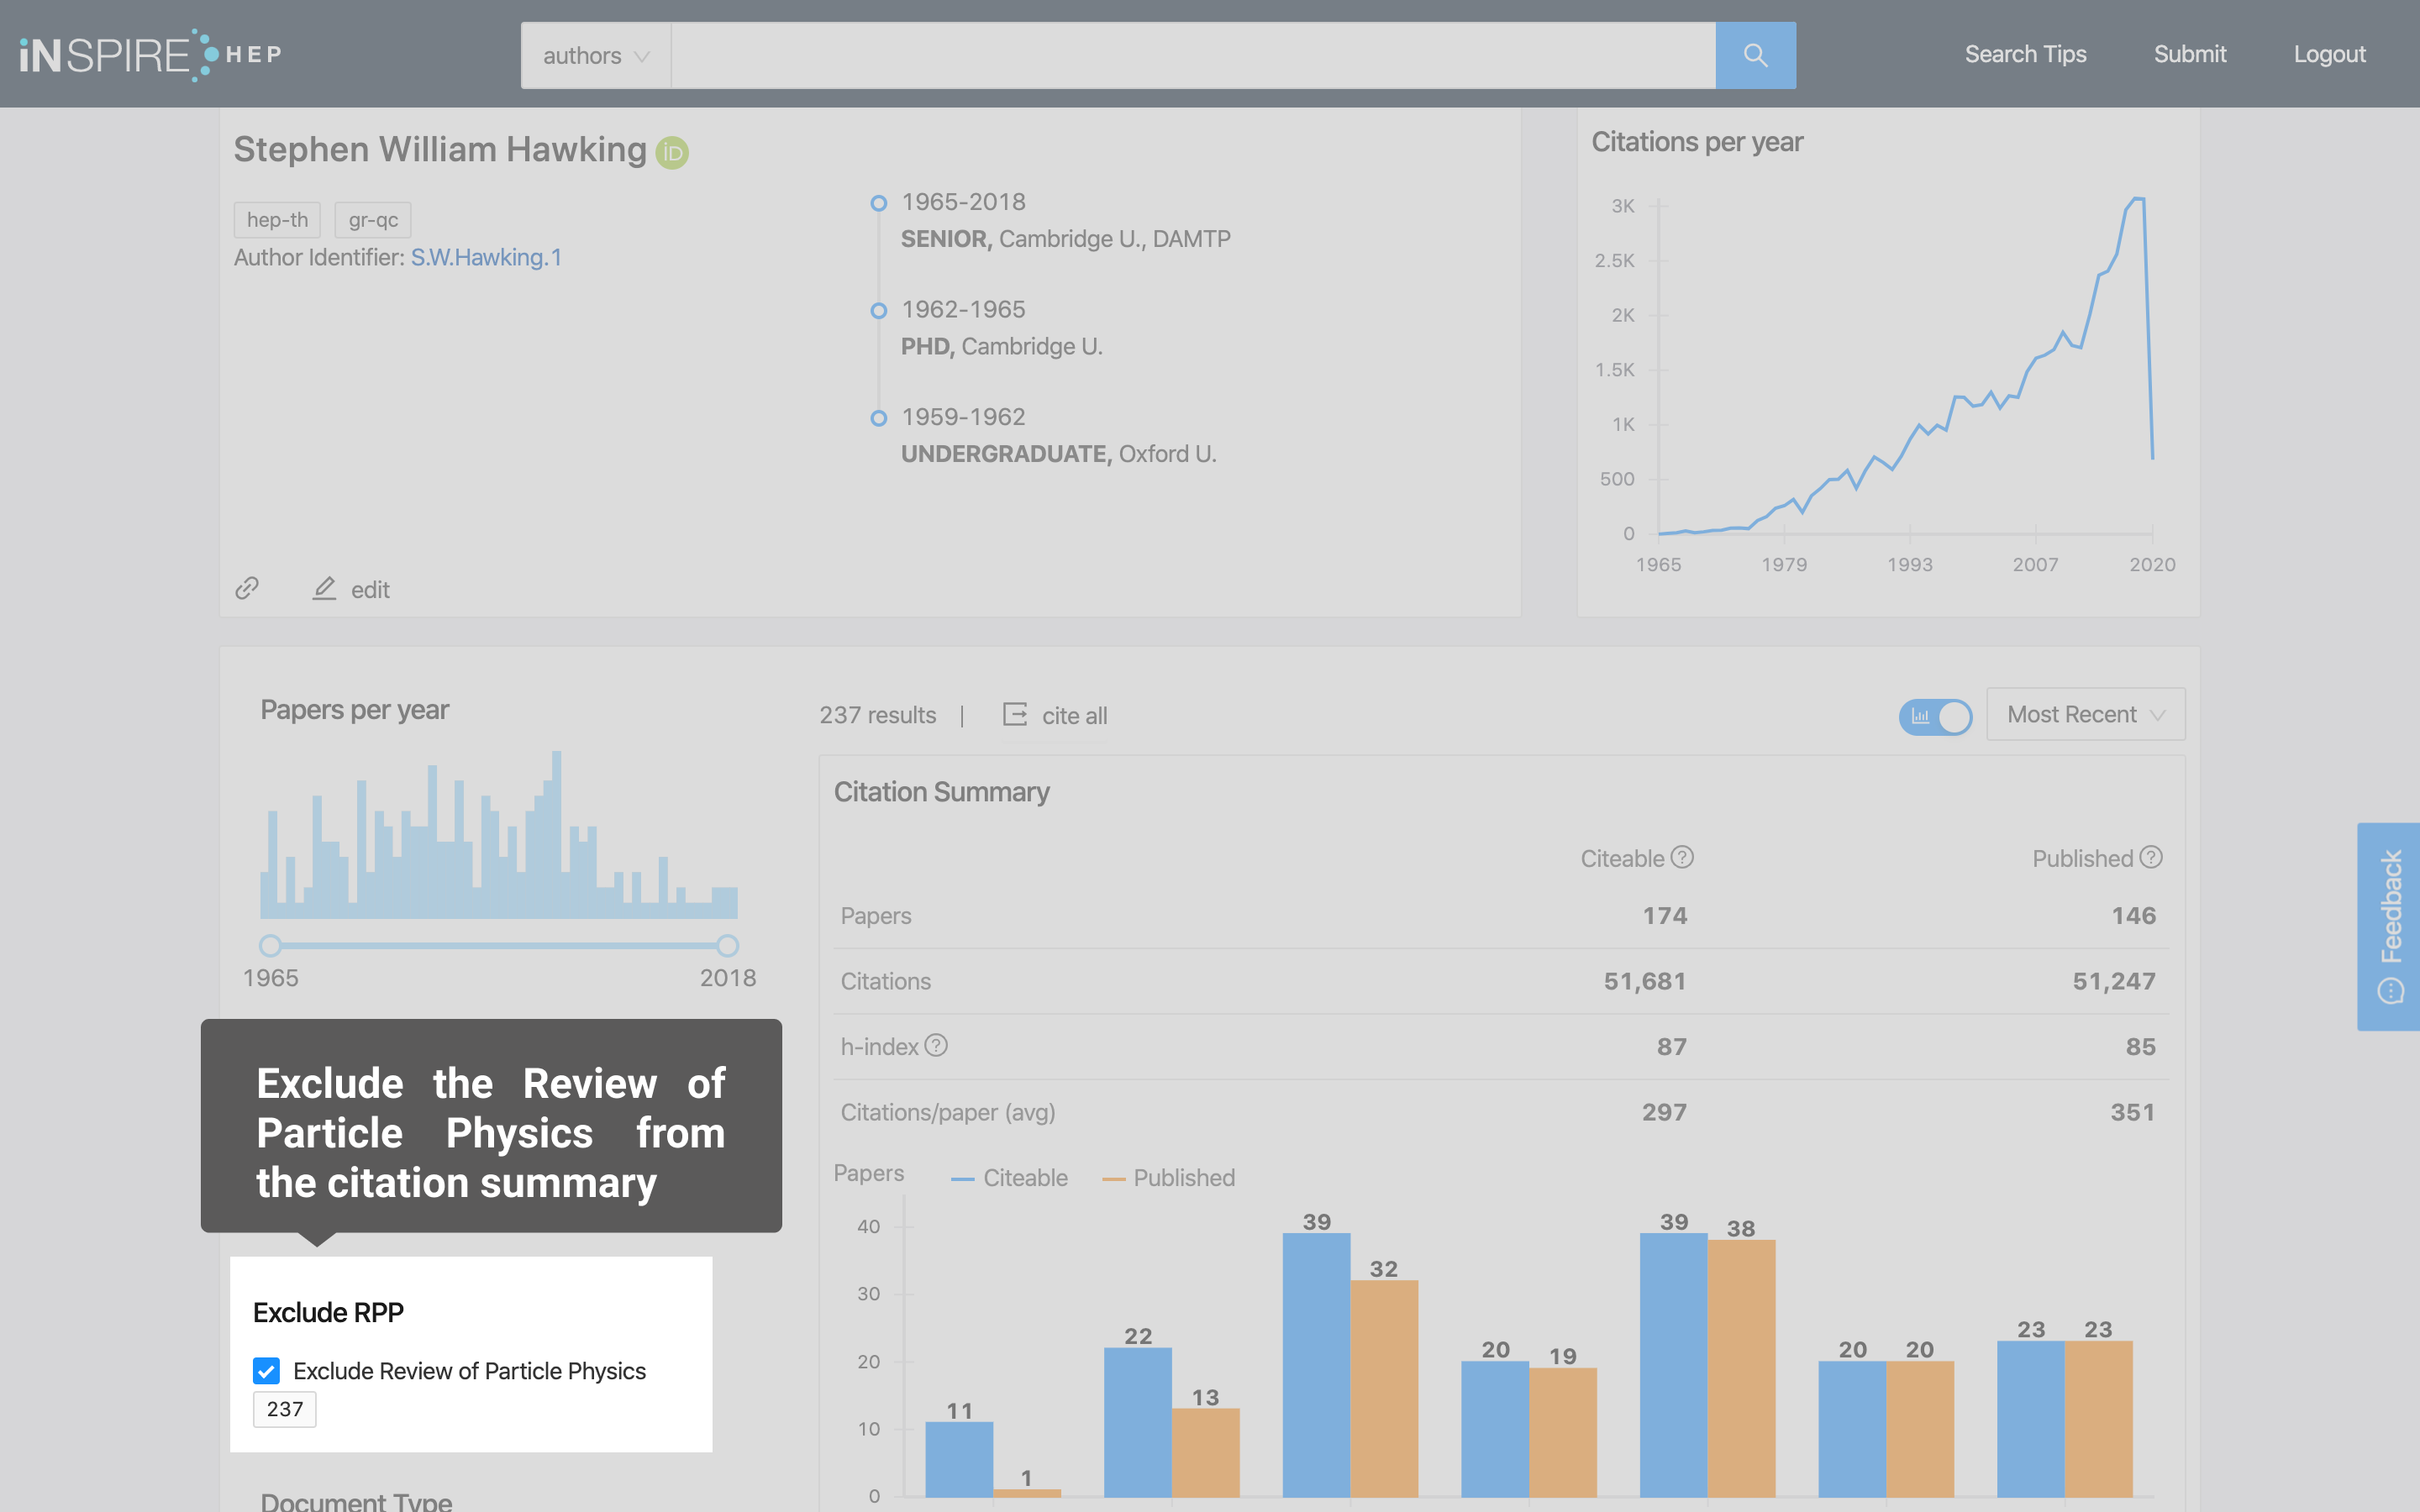 iNSPIRE HEP
authors
Search Tips
Submit
Logout
Stephen William Hawking iD
hep-th
gr-qc
Author Identifier: S.W.Hawking.1
1965-2018
SENIOR, Cambridge U., DAMTP
1962-1965
PHD, Cambridge U.
1959-1962
UNDERGRADUATE, Oxford U.
edit
Citations per year
3K
2.5K
2K
1.5K
1K
500
0
1965 1979 1993 2007 2020
Papers per year
1965 2018
237 results | cite all
Most Recent
Citation Summary
Citeable ? Published ?
Papers 174 146
Citations 51,681 51,247
h-index ? 87 85
Citations/paper (avg) 297 351
Papers Citeable Published
40
30
20
10
0
11 1
22 13
39 32
20 19
39 38
20 20
23 23
Exclude the Review of
Particle Physics from
the citation summary
Exclude RPP
Exclude Review of Particle Physics
237
Document Type
Feedback